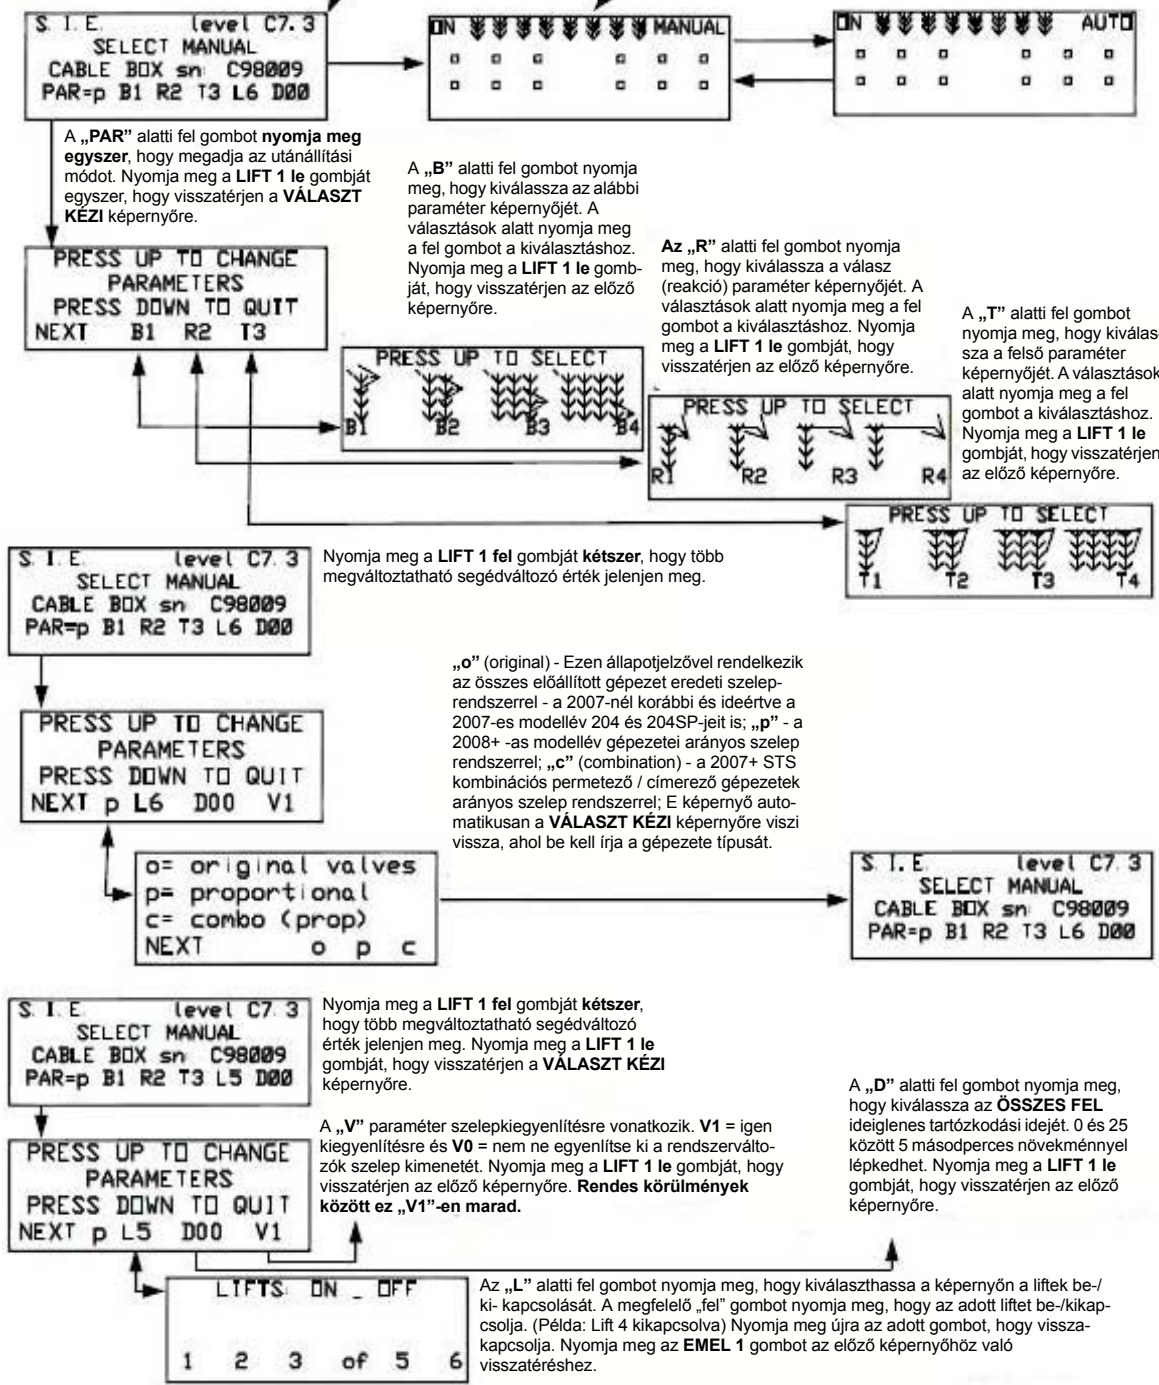 S. I. E. level C7. 3
SELECT MANUAL
CABLE BOX sn: C98009
PAR=p B1 R2 T3 L6 D00
ON MANUAL
ON AUTO
A „PAR” alatti fel gombot nyomja meg
egyszer, hogy megadja az utánállítási
módot. Nyomja meg a LIFT 1 le gombját
egyszer, hogy visszatérjen a VÁLASZT
KÉZI képernyőre.
A „B” alatti fel gombot nyomja
meg, hogy kiválassza az alábbi
paraméter képernyőjét. A
választások alatt nyomja meg
a fel gombot a kiválasztáshoz.
Nyomja meg a LIFT 1 le gomb-
ját, hogy visszatérjen az előző
képernyőre.
Az „R” alatti fel gombot nyomja
meg, hogy kiválassza a válasz
(reakció) paraméter képernyőjét. A
választások alatt nyomja meg a fel
gombot a kiválasztáshoz. Nyomja
meg a LIFT 1 le gombját, hogy
visszatérjen az előző képernyőre.
A „T” alatti fel gombot
nyomja meg, hogy kiválas
sza a felső paraméter
képernyőjét. A választások
alatt nyomja meg a fel
gombot a kiválasztáshoz.
Nyomja meg a LIFT 1 le
gombját, hogy visszatérjen
az előző képernyőre.
PRESS UP TO CHANGE
PARAMETERS
PRESS DOWN TO QUIT
NEXT B1 R2 T3
PRESS UP TO SELECT
B1 B2 B3 B4
PRESS UP TO SELECT
R1 R2 R3 R4
PRESS UP TO SELECT
T1 T2 T3 T4
S. I. E. level C7. 3
SELECT MANUAL
CABLE BOX sn: C98009
PAR=p B1 R2 T3 L6 D00
Nyomja meg a LIFT 1 fel gombját kétszer, hogy több
megváltoztatható segédváltozó érték jelenjen meg.
PRESS UP TO CHANGE
PARAMETERS
PRESS DOWN TO QUIT
NEXT p L6 D00 V1
„o” (original) - Ezen állapotjelzővel rendelkezik
az összes előállított gépezet eredeti szelep-
rendszerrel - a 2007-nél korábbi és ideértve a
2007-es modellév 204 és 204SP-jeit is; „p” - a
2008+ -as modellév gépezetei arányos szelep
rendszerrel; „c” (combination) - a 2007+ STS
kombinációs permetező / címerező gépezetek
arányos szelep rendszerrel; E képernyő auto-
matikusan a VÁLASZT KÉZI képernyőre viszi
vissza, ahol be kell írja a gépezete típusát.
o= original valves
p= proportional
c= combo (prop)
NEXT o p c
S. I. E. level C7. 3
SELECT MANUAL
CABLE BOX sn: C98009
PAR=p B1 R2 T3 L6 D00
S. I. E. level C7. 3
SELECT MANUAL
CABLE BOX sn: C98009
PAR=p B1 R2 T3 L5 D00
Nyomja meg a LIFT 1 fel gombját kétszer,
hogy több megváltoztatható segédváltozó
érték jelenjen meg. Nyomja meg a LIFT 1 le
gombját, hogy visszatérjen a VÁLASZT KÉZI
képernyőre.
A „V” paraméter szelepkiegyenlítésre vonatkozik. V1 = igen
kiegyenlítésre és V0 = nem ne egyenlítse ki a rendszerválto-
zók szelep kimenetét. Nyomja meg a LIFT 1 le gombját, hogy
visszatérjen az előző képernyőre. Rendes körülmények
között ez „V1”-en marad.
A „D” alatti fel gombot nyomja meg,
hogy kiválassza az ÖSSZES FEL
ideiglenes tartózkodási idejét. 0 és 25
között 5 másodperces növekménnyel
lépkedhet. Nyomja meg a LIFT 1 le
gombját, hogy visszatérjen az előző
képernyőre.
PRESS UP TO CHANGE
PARAMETERS
PRESS DOWN TO QUIT
NEXT p L5 D00 V1
LIFTS: ON _ OFF
1 2 3 of 5 6
Az „L” alatti fel gombot nyomja meg, hogy kiválaszthassa a képernyőn a liftek be-/
ki- kapcsolását. A megfelelő „fel” gombot nyomja meg, hogy az adott liftet be-/kikap-
csolja. (Példa: Lift 4 kikapcsolva) Nyomja meg újra az adott gombot, hogy vissza-
kapcsolja. Nyomja meg az EMEL 1 gombot az előző képernyőhöz való
visszatéréshez.